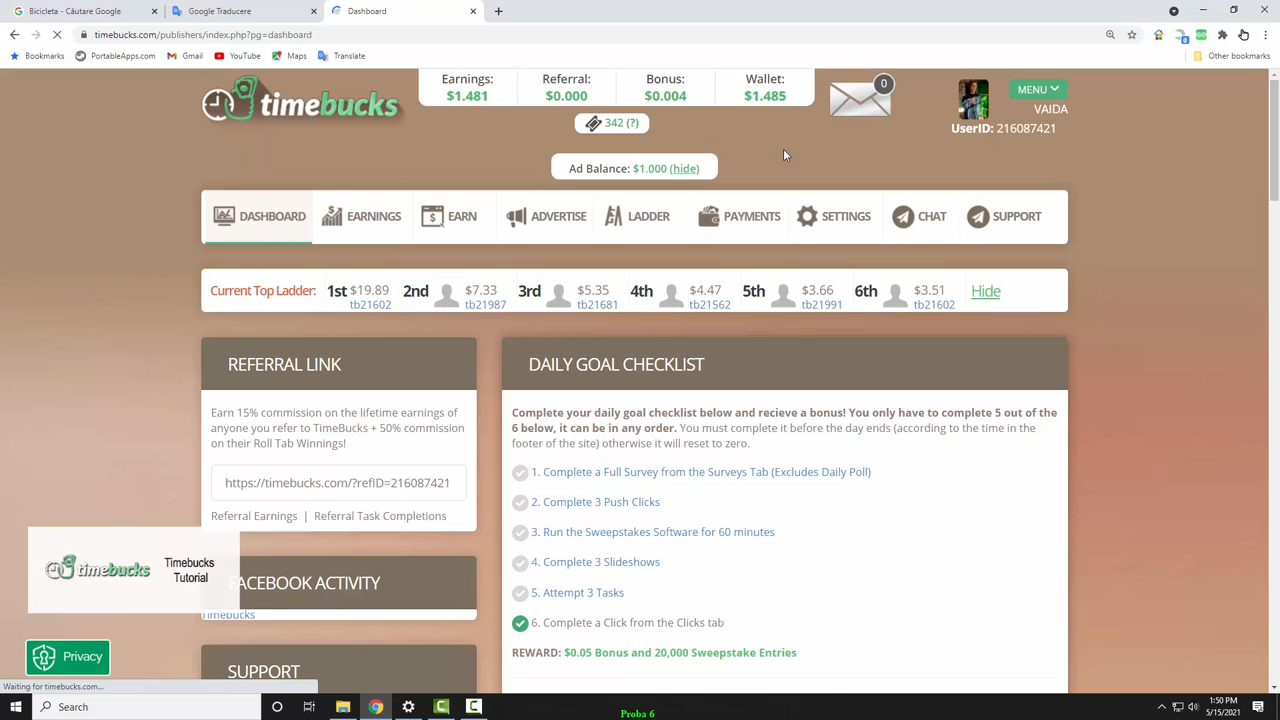 Bicicleta - Căutare Google
Google Traducere
Dashboard
timebucks.com/publishers/index.php?pg=dashboard
Bookmarks
PortableApps.com
Gmail
YouTube
Maps
Translate
Other bookmarks
timebucks
Earnings:
$1.481
Referral:
$0.000
Bonus:
$0.004
Wallet:
$1.485
0
MENU
VAIDA
UserID: 216087421
342 (?)
Ad Balance: $1.000 (hide)
DASHBOARD
EARNINGS
EARN
ADVERTISE
LADDER
PAYMENTS
SETTINGS
CHAT
SUPPORT
Current Top Ladder:
1st $19.89
tb21602
2nd $7.33
tb21987
3rd $5.35
tb21681
4th $4.47
tb21562
5th $3.66
tb21991
6th $3.51
tb21602
Hide
REFERRAL LINK
Earn 15% commission on the lifetime earnings of
anyone you refer to TimeBucks + 50% commission
on their Roll Tab Winnings!
https://timebucks.com/?refID=216087421
Referral Earnings | Referral Task Completions
FACEBOOK ACTIVITY
Timebucks
SUPPORT
timebucks
Timebucks
Tutorial
Privacy
DAILY GOAL CHECKLIST
Complete your daily goal checklist below and recieve a bonus! You only have to complete 5 out of the
6 below, it can be in any order. You must complete it before the day ends (according to the time in the
footer of the site) otherwise it will reset to zero.
1. Complete a Full Survey from the Surveys Tab (Excludes Daily Poll)
2. Complete 3 Push Clicks
3. Run the Sweepstakes Software for 60 minutes
4. Complete 3 Slideshows
5. Attempt 3 Tasks
6. Complete a Click from the Clicks tab
REWARD: $0.05 Bonus and 20,000 Sweepstake Entries
Waiting for timebucks.com...
Search
Proba 6
1:50 PM
5/15/2021